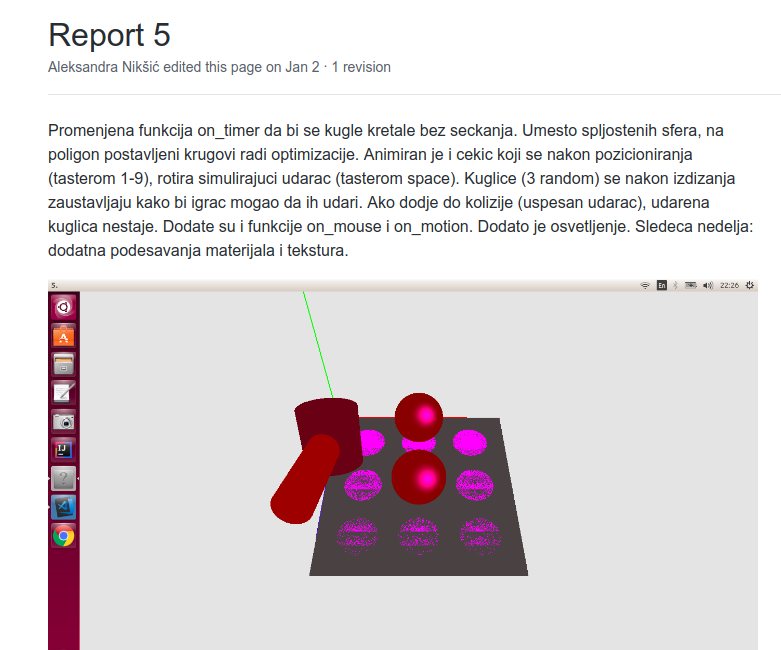 Report 5
Aleksandra Nikšić edited this page on Jan 2 · 1 revision
Promenjena funkcija on_timer da bi se kugle kretale bez seckanja. Umesto spljostenih sfera, na
poligon postavljeni krugovi radi optimizacije. Animiran je i cekic koji se nakon pozicioniranja
(tasterom 1-9), rotira simulirajuci udarac (tasterom space). Kuglice (3 random) se nakon izdizanja
zaustavljaju kako bi igrac mogao da ih udari. Ako dodje do kolizije (uspesan udarac), udarena
kuglica nestaje. Dodate su i funkcije on_mouse i on_motion. Dodato je osvetljenje. Sledeca nedelja:
dodatna podesavanja materijala i tekstura.
5. En 22:26
IJ
?